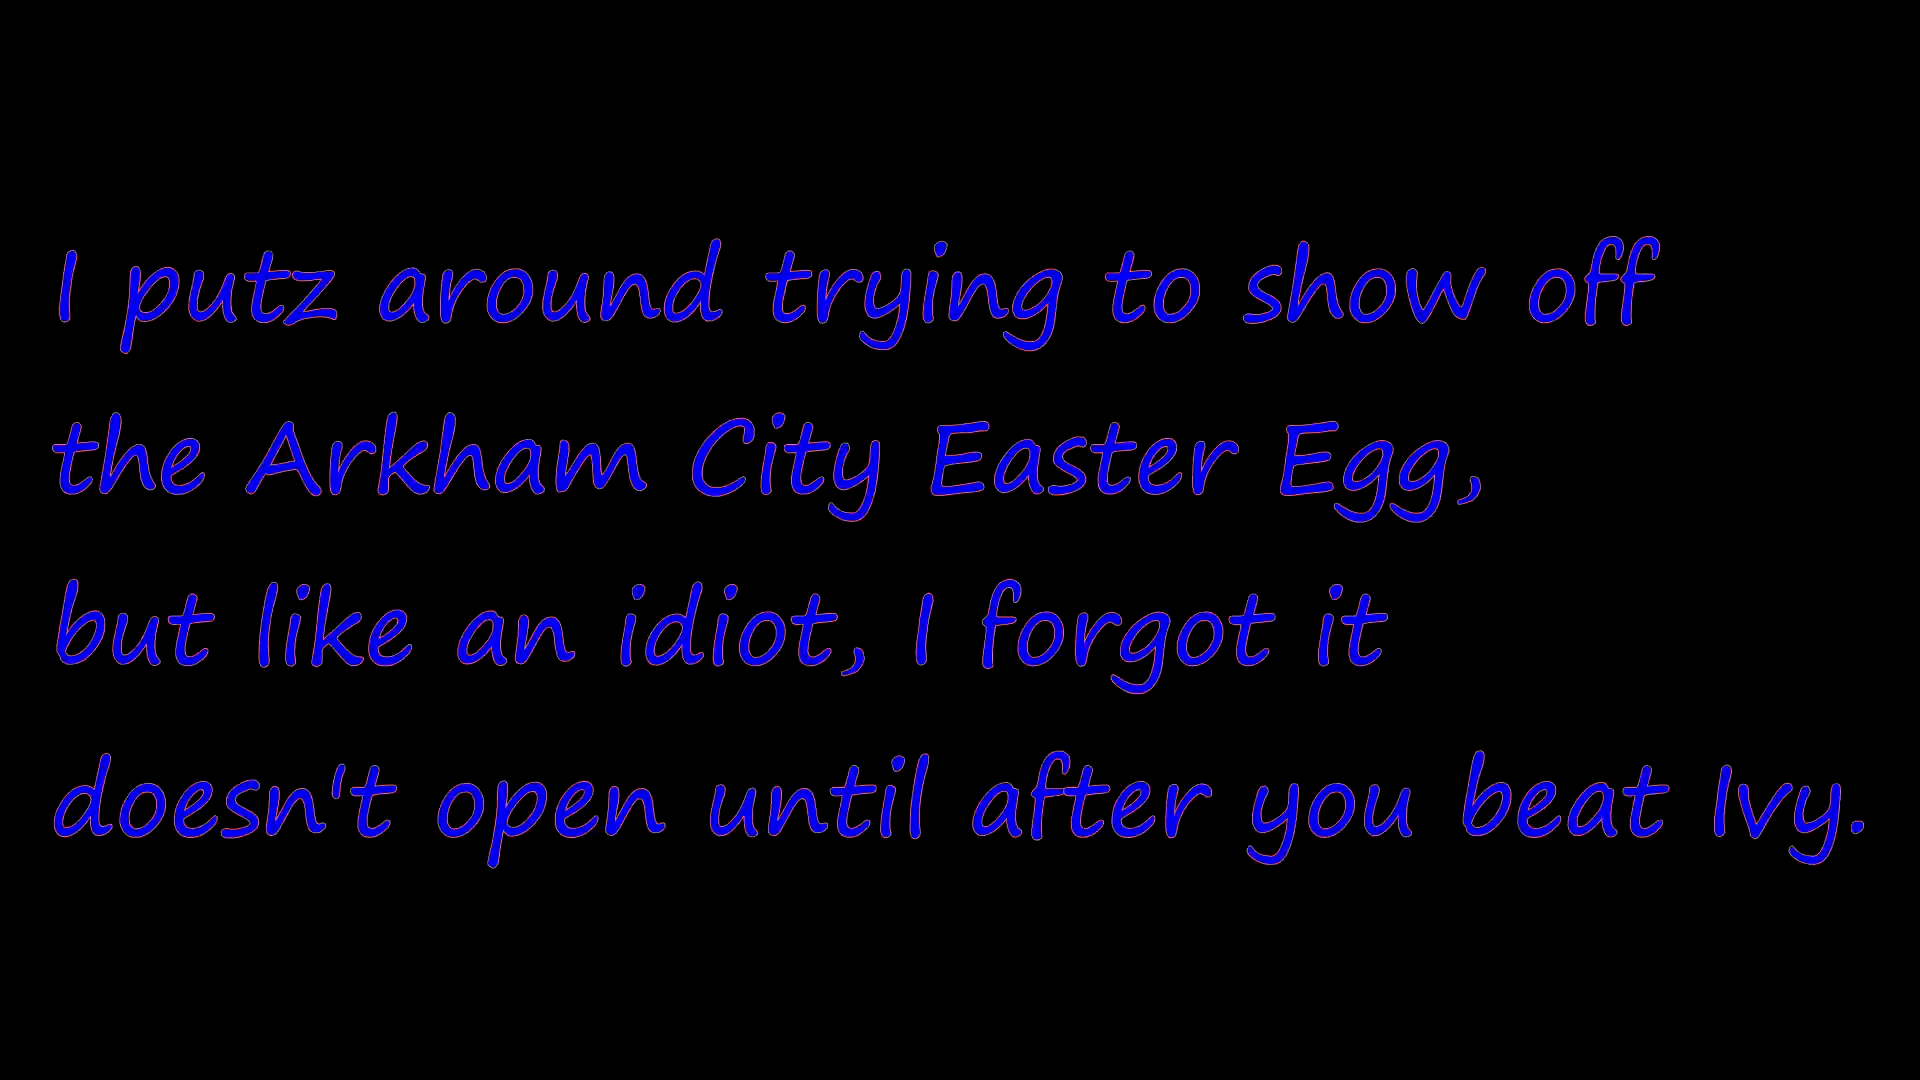 I putz around trying to show off
the Arkham City Easter Egg,
but like an idiot, I forgot it
doesn't open until after you beat Ivy.